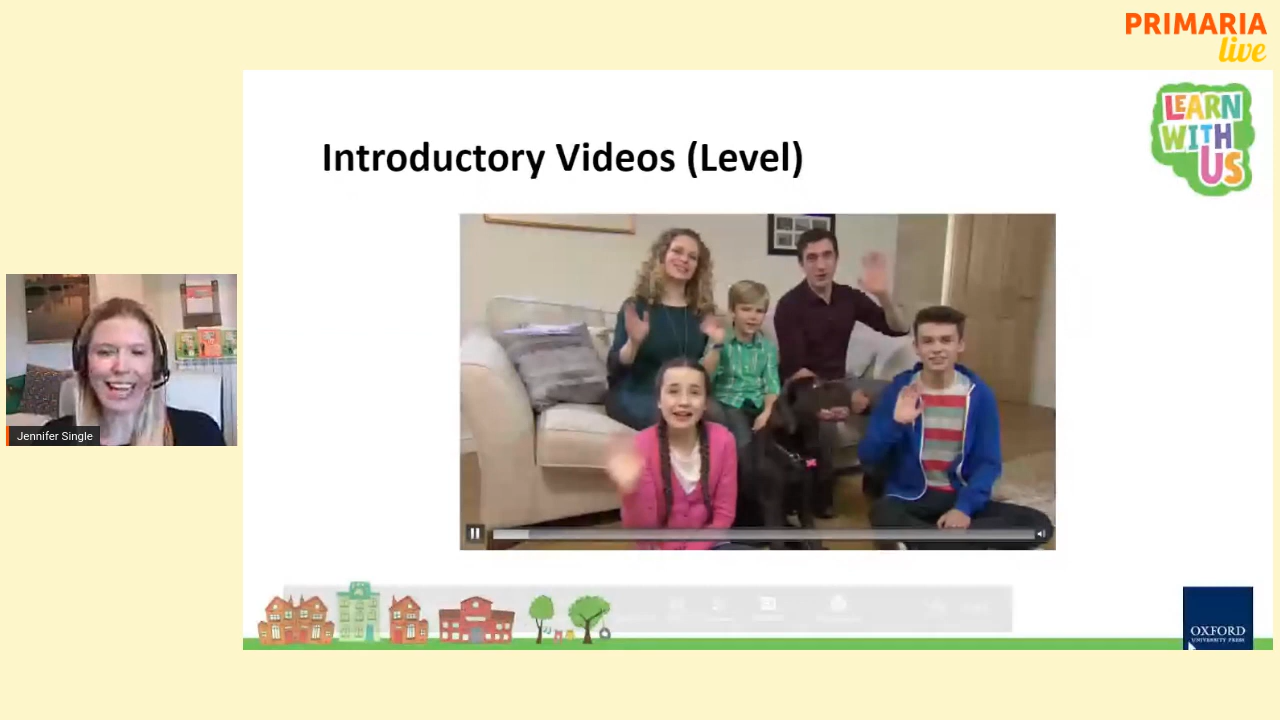 PRIMARIA
live
LEARN
WITH
US
Introductory Videos (Level)
Jennifer Single
OXFORD
UNIVERSITY PRESS